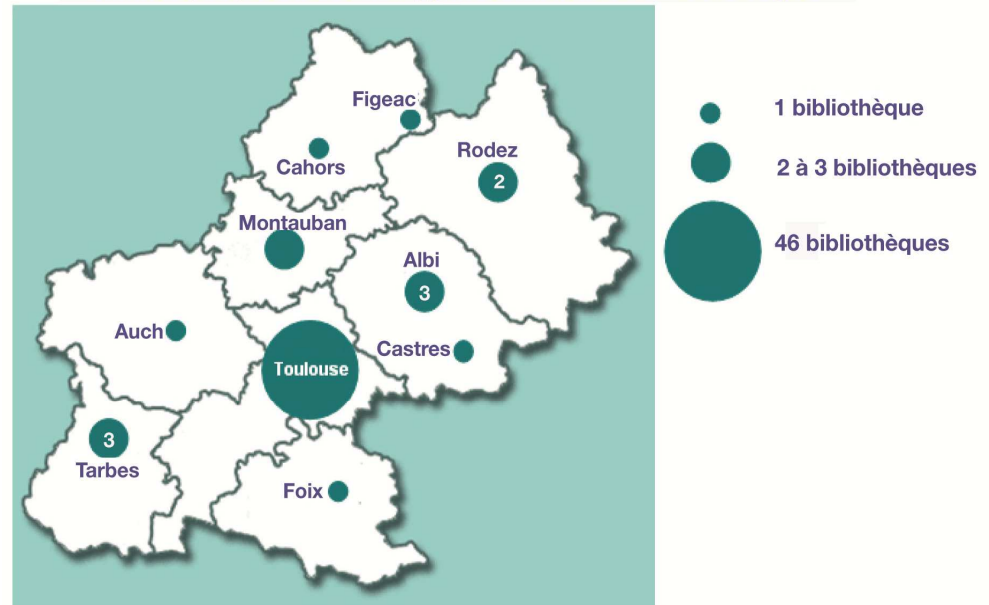 Figeac
Cahors
Rodez
2
Montauban
Albi
3
Auch
Castres
Toulouse
3
Tarbes
Foix
1 bibliothèque
2 à 3 bibliothèques
46 bibliothèques